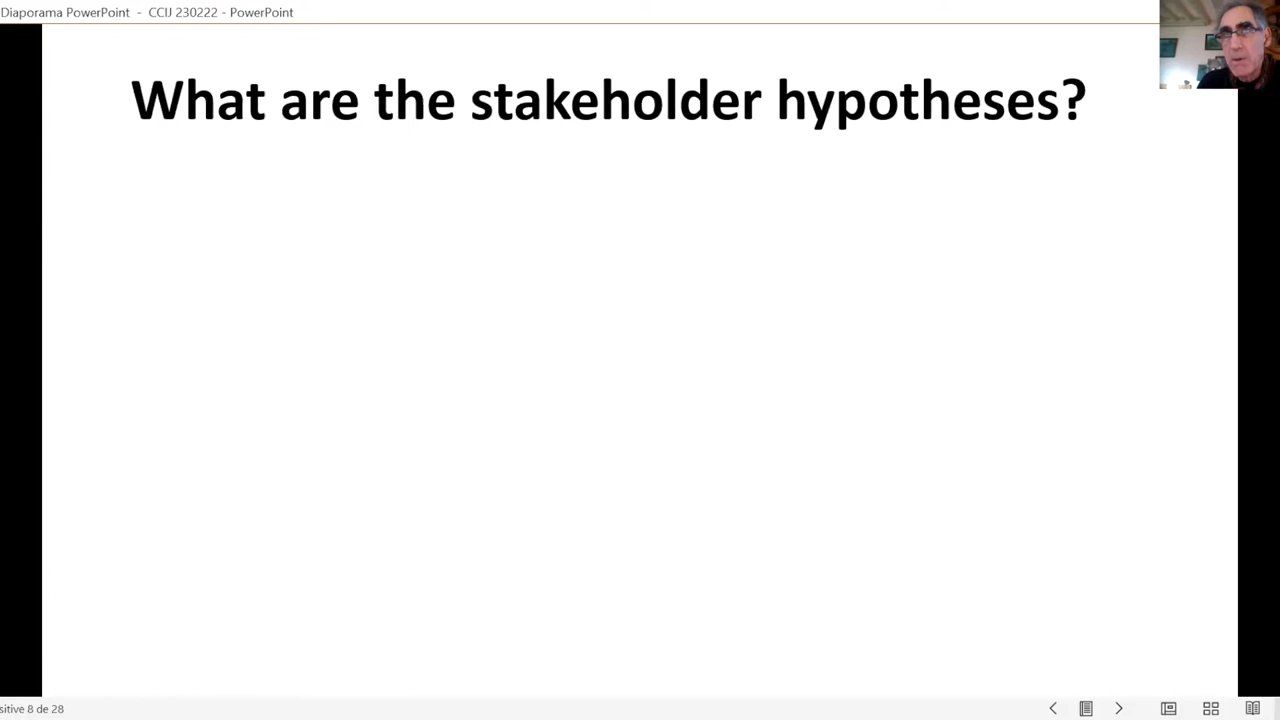 Diaporama PowerPoint - CCIJ 230222 - PowerPoint
What are the stakeholder hypotheses?
sitive 8 de 28